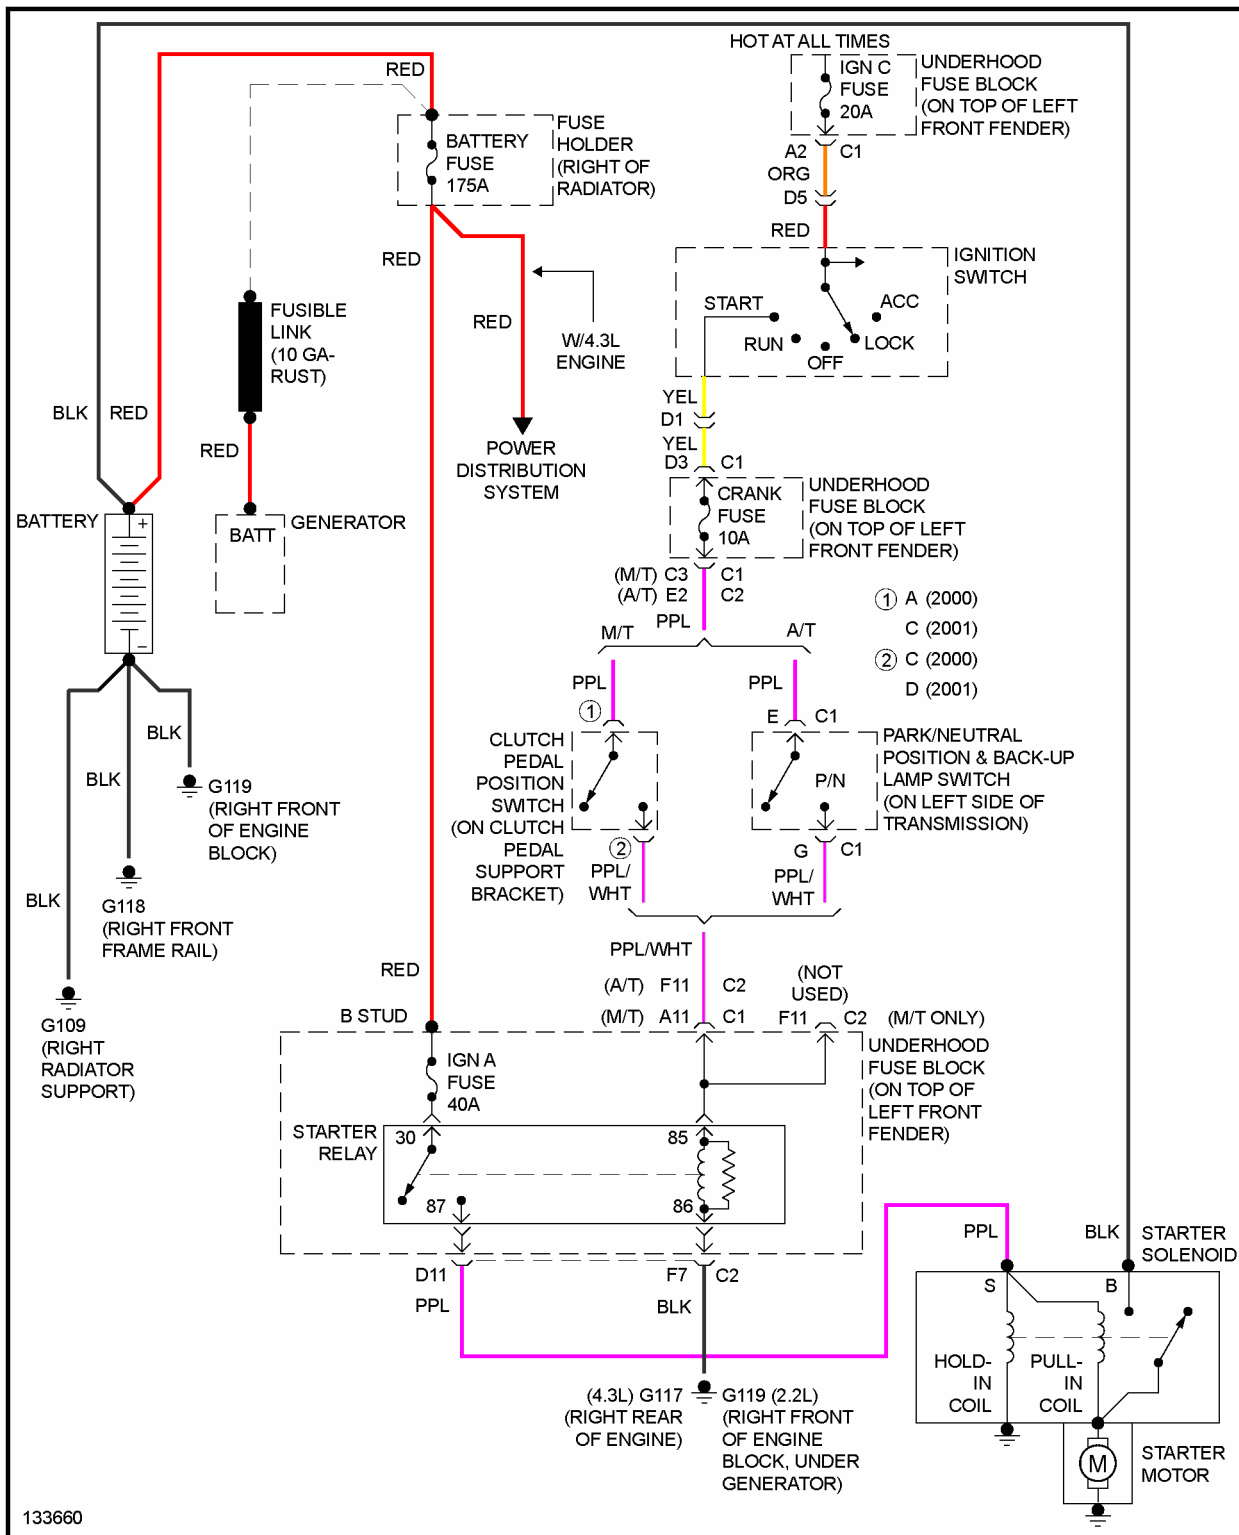 HOT AT ALL TIMES
IGN C
FUSE
20A
UNDERHOOD
FUSE BLOCK
(ON TOP OF LEFT
FRONT FENDER)
A2
C1
ORG
D5
RED
RED
BATTERY
FUSE
175A
FUSE
HOLDER
(RIGHT OF
RADIATOR)
RED
RED
W/4.3L
ENGINE
POWER
DISTRIBUTION
SYSTEM
IGNITION
SWITCH
START
ACC
RUN
LOCK
OFF
FUSIBLE
LINK
(10 GA-
RUST)
RED
BLK
RED
BATTERY
+
−
BATT
GENERATOR
YEL
D1
YEL
D3
C1
CRANK
FUSE
10A
UNDERHOOD
FUSE BLOCK
(ON TOP OF LEFT
FRONT FENDER)
(M/T) C3
C1
(A/T) E2
C2
PPL
M/T
A/T
1 A (2000)
C (2001)
2 C (2000)
D (2001)
PPL
1
PPL
E
C1
CLUTCH
PEDAL
POSITION
SWITCH
(ON CLUTCH
PEDAL
SUPPORT
BRACKET)
P/N
PARK/NEUTRAL
POSITION & BACK-UP
LAMP SWITCH
(ON LEFT SIDE OF
TRANSMISSION)
2
PPL/
WHT
G
C1
PPL/
WHT
BLK
BLK
BLK
G119
(RIGHT FRONT
OF ENGINE
BLOCK)
G118
(RIGHT FRONT
FRAME RAIL)
G109
(RIGHT
RADIATOR
SUPPORT)
PPL/WHT
(A/T) F11
C2
(M/T) A11
C1
(NOT
USED)
F11
C2
(M/T ONLY)
RED
B STUD
IGN A
FUSE
40A
UNDERHOOD
FUSE BLOCK
(ON TOP OF
LEFT FRONT
FENDER)
STARTER
RELAY
30
85
87
86
D11
F7
C2
PPL
BLK
(4.3L) G117
(RIGHT REAR
OF ENGINE)
G119 (2.2L)
(RIGHT FRONT
OF ENGINE
BLOCK, UNDER
GENERATOR)
PPL
BLK
STARTER
SOLENOID
S
B
HOLD-
IN
COIL
PULL-
IN
COIL
M
STARTER
MOTOR
133660